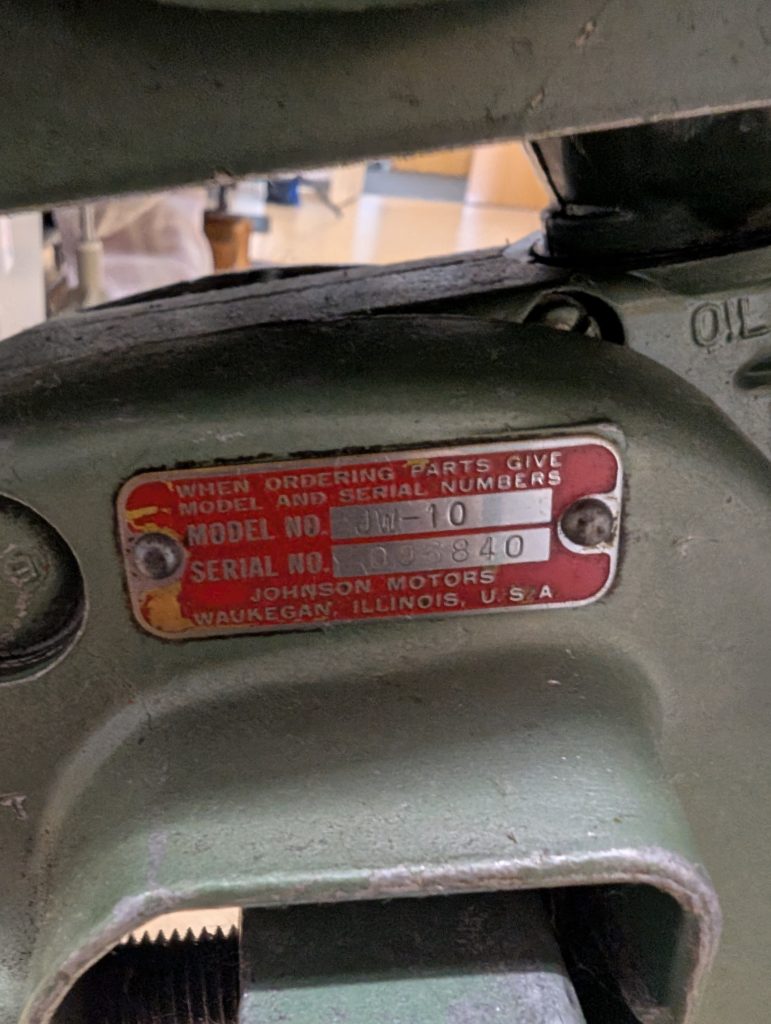 OIL
WHEN ORDERING PARTS GIVE
MODEL AND SERIAL NUMBERS
MODEL NO. JW-10
SERIAL NO.
JOHNSON MOTORS
WAUKEGAN, ILLINOIS, U.S.A